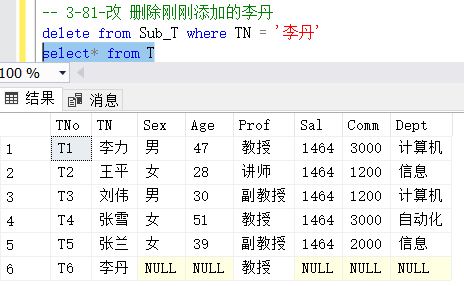 -- 3-81-改 删除刚刚添加的李丹
delete from Sub_T where TN = '李丹'
select* from T
100 %
结果 消息
TNo TN Sex Age Prof Sal Comm Dept
1 T1 李力 男 47 教授 1464 3000 计算机
2 T2 王平 女 28 讲师 1464 1200 信息
3 T3 刘伟 男 30 副教授 1464 1200 计算机
4 T4 张雪 女 51 教授 1464 3000 自动化
5 T5 张兰 女 39 副教授 1464 2000 信息
6 T6 李丹 NULL NULL 教授 NULL NULL NULL